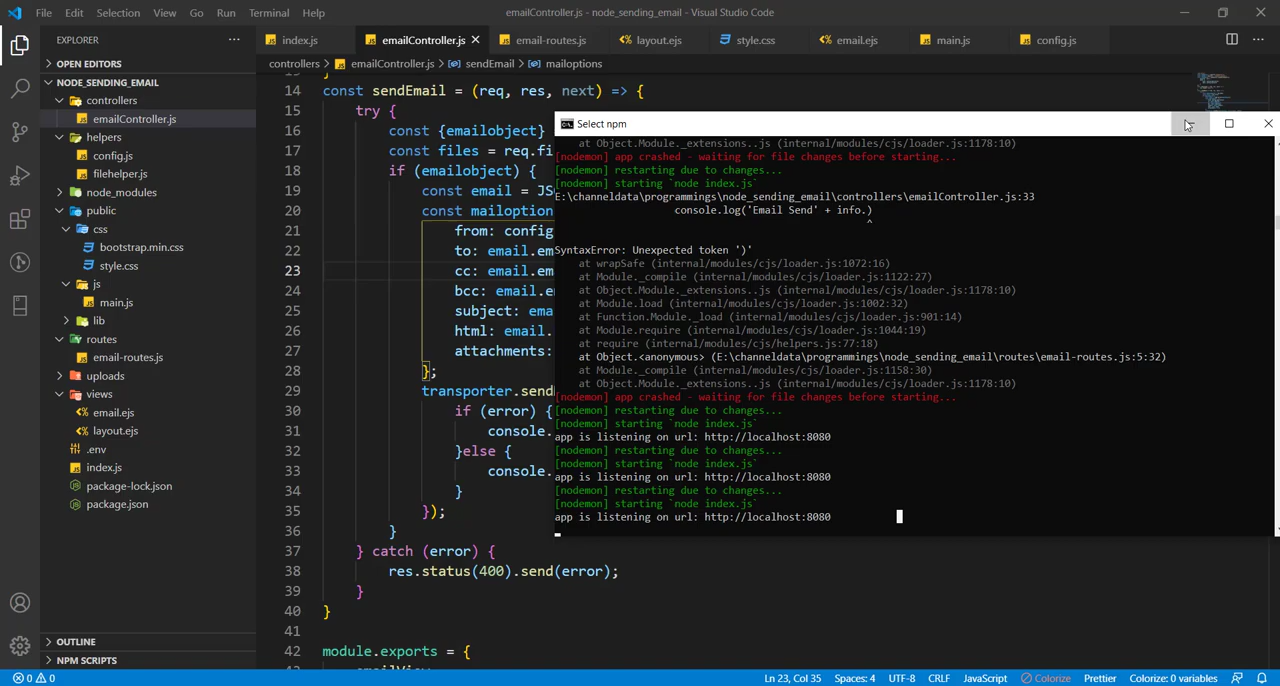 File Edit Selection View Go Run Terminal Help
emailController.js - node_sending_email - Visual Studio Code
EXPLORER
index.js
emailController.js
email-routes.js
layout.ejs
style.css
email.ejs
main.js
config.js
OPEN EDITORS
NODE_SENDING_EMAIL
controllers
emailController.js
helpers
config.js
filehelper.js
node_modules
public
css
bootstrap.min.css
style.css
js
main.js
lib
routes
email-routes.js
uploads
views
email.ejs
layout.ejs
.env
index.js
package-lock.json
package.json
OUTLINE
NPM SCRIPTS
controllers > emailController.js > sendEmail > mailoptions
14 const sendEmail = (req, res, next) => {
15 try {
16 const {emailobject}
17 const files = req.fi
18 if (emailobject) {
19 const email = JS
20 const mailoption
21 from: config
22 to: email.em
23 cc: email.em
24 bcc: email.e
25 subject: ema
26 html: email.
27 attachments:
28 };
29 transporter.send
30 if (error) {
31 console.
32 }else {
33 console.
34 }
35 });
36 }
37 } catch (error) {
38 res.status(400).send(error);
39 }
40 }
41
42 module.exports = {
Select npm
at Object.Module._extensions..js (internal/modules/cjs/loader.js:1178:10)
[nodemon] app crashed - waiting for file changes before starting...
[nodemon] restarting due to changes...
[nodemon] starting `node index.js`
E:\channeldata\programmings\node_sending_email\controllers\emailController.js:33
console.log('Email Send' + info.)
^
SyntaxError: Unexpected token ')'
at wrapSafe (internal/modules/cjs/loader.js:1072:16)
at Module._compile (internal/modules/cjs/loader.js:1122:27)
at Object.Module._extensions..js (internal/modules/cjs/loader.js:1178:10)
at Module.load (internal/modules/cjs/loader.js:1002:32)
at Function.Module._load (internal/modules/cjs/loader.js:901:14)
at Module.require (internal/modules/cjs/loader.js:1044:19)
at require (internal/modules/cjs/helpers.js:77:18)
at Object.<anonymous> (E:\channeldata\programmings\node_sending_email\routes\email-routes.js:5:32)
at Module._compile (internal/modules/cjs/loader.js:1158:30)
at Object.Module._extensions..js (internal/modules/cjs/loader.js:1178:10)
[nodemon] app crashed - waiting for file changes before starting...
[nodemon] restarting due to changes...
[nodemon] starting `node index.js`
app is listening on url: http://localhost:8080
[nodemon] restarting due to changes...
[nodemon] starting `node index.js`
app is listening on url: http://localhost:8080
[nodemon] restarting due to changes...
[nodemon] starting `node index.js`
app is listening on url: http://localhost:8080
0 0 Ln 23, Col 35 Spaces: 4 UTF-8 CRLF JavaScript Colorize Prettier Colorize: 0 variables